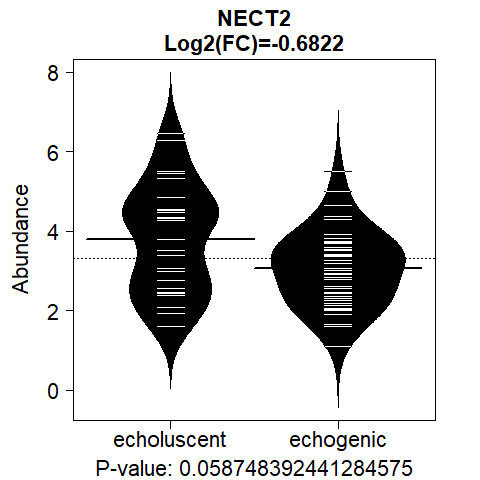 NECT2
Log2(FC)=-0.6822
8
6
4
2
0
Abundance
echoluscent echogenic
P-value: 0.058748392441284575